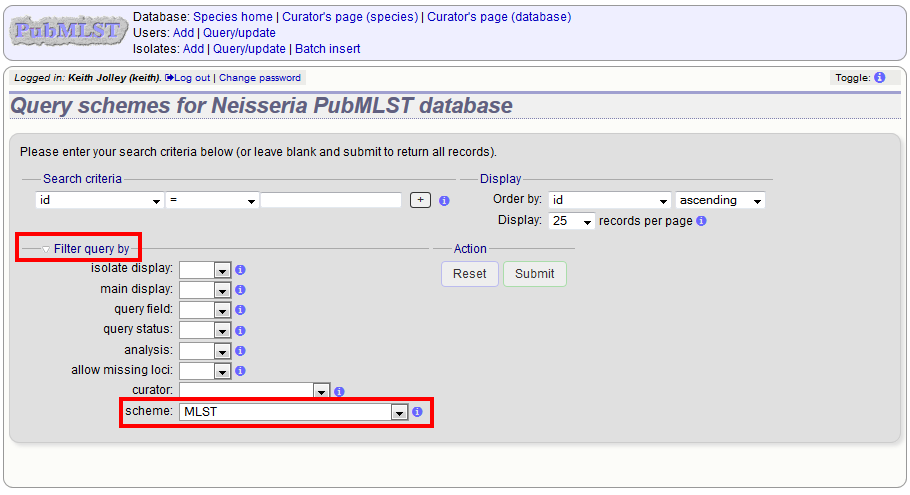 PubMLST
Database: Species home | Curator's page (species) | Curator's page (database)
Users: Add | Query/update
Isolates: Add | Query/update | Batch insert
Logged in: Keith Jolley (keith). Log out | Change password
Toggle: i
Query schemes for Neisseria PubMLST database
Please enter your search criteria below (or leave blank and submit to return all records).
Search criteria
id = + i
Display
Order by: id ascending
Display: 25 records per page i
Filter query by
isolate display: i
main display: i
query field: i
query status: i
analysis: i
allow missing loci: i
curator: i
scheme: MLST i
Action
Reset Submit